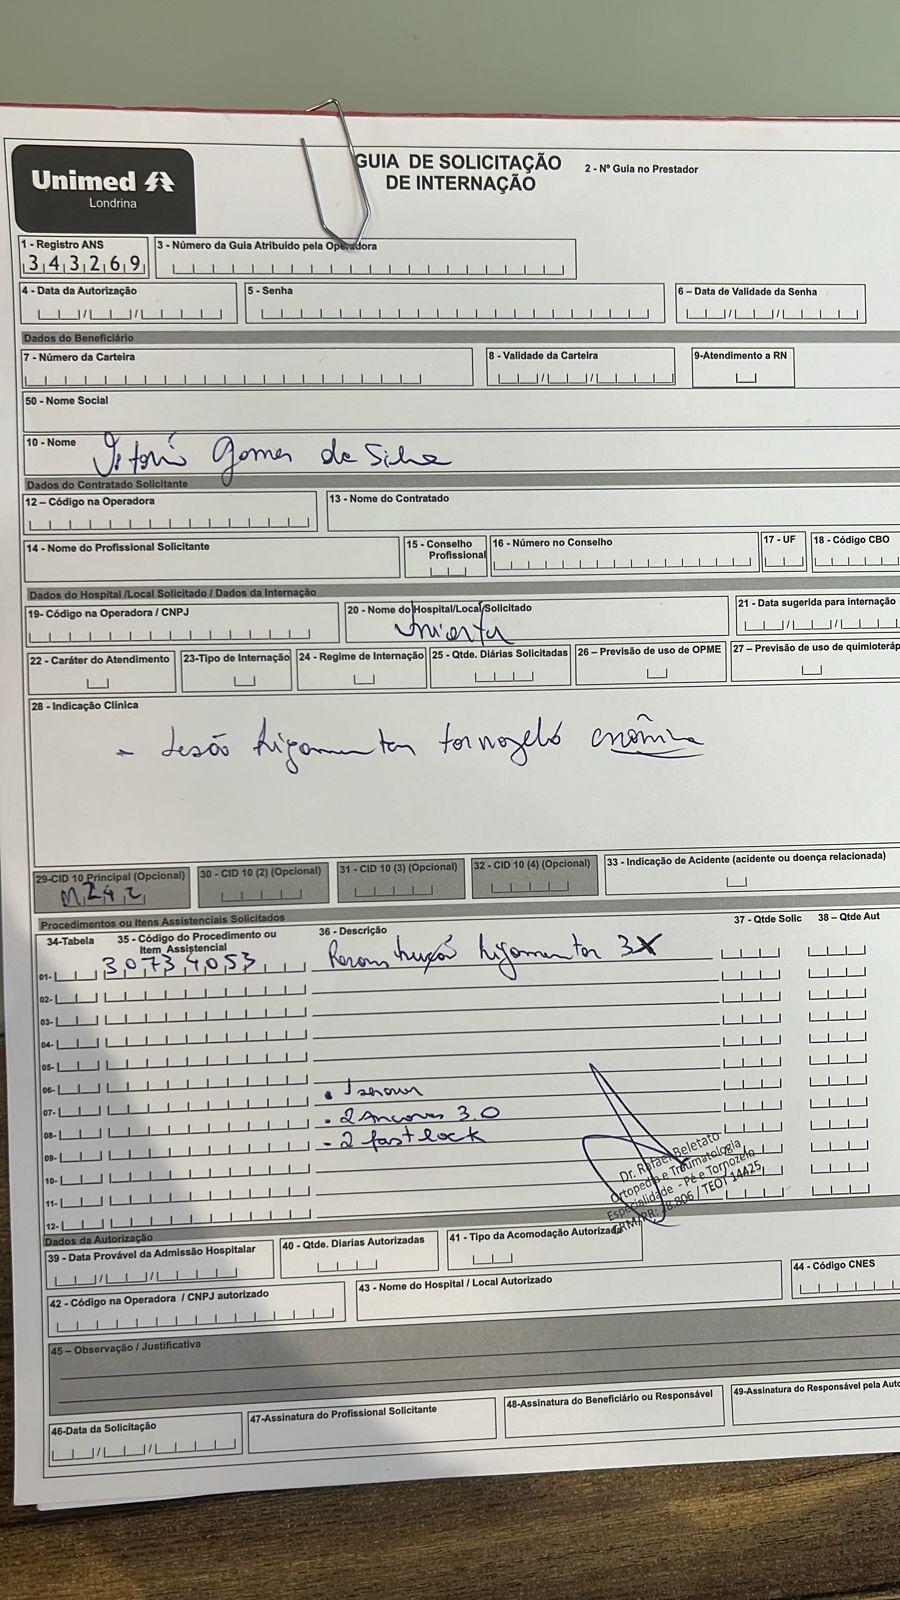 Unimed
Londrina
GUIA DE SOLICITAÇÃO
DE INTERNAÇÃO
2 - Nº Guia no Prestador
1 - Registro ANS
343269
3 - Número da Guia Atribuido pela Operadora
4 - Data da Autorização
5 - Senha
6 – Data de Validade da Senha
Dados do Beneficiário
7 - Número da Carteira
8 - Validade da Carteira
9-Atendimento a RN
50 - Nome Social
10 - Nome
Gomes da Silva
Dados do Contratado Solicitante
12 – Código na Operadora
13 - Nome do Contratado
14 - Nome do Profissional Solicitante
15 - Conselho
Profissional
16 - Número no Conselho
17 - UF
18 - Código CBO
Dados do Hospital /Local Solicitado / Dados da Internação
19- Código na Operadora / CNPJ
20 - Nome do Hospital/Local/Solicitado
21 - Data sugerida para internação
22 - Caráter do Atendimento
23-Tipo de Internação
24 - Regime de Internação
25 - Qtde. Diárias Solicitadas
26 – Previsão de uso de OPME
27 – Previsão de uso de quimioteráp
28 - Indicação Clínica
- Lesão ligamentar tornozelo crônica
29-CID 10 Principal (Opcional)
M242
30 - CID 10 (2) (Opcional)
31 - CID 10 (3) (Opcional)
32 - CID 10 (4) (Opcional)
33 - Indicação de Acidente (acidente ou doença relacionada)
Procedimentos ou Itens Assistenciais Solicitados
34-Tabela
35 - Código do Procedimento ou
Item Assistencial
36 - Descrição
37 - Qtde Solic
38 – Qtde Aut
01-
30734053
Reconstrução ligamentar 3X
02-
03-
04-
05-
06-
07-
08-
. 2 Ancoras 3.0
09-
- 2 fastlock
10-
11-
12-
Dr. Rafael Beletato
Ortopedia e Traumatologia
Especialidade - Pé e Tornozelo
CRM/PR: 28.806 / TEOT 14425
Dados da Autorização
39 - Data Provável da Admissão Hospitalar
40 - Qtde. Diarias Autorizadas
41 - Tipo da Acomodação Autorizada
42 - Código na Operadora / CNPJ autorizado
43 - Nome do Hospital / Local Autorizado
44 - Código CNES
45 – Observação / Justificativa
46-Data da Solicitação
47-Assinatura do Profissional Solicitante
48-Assinatura do Beneficiário ou Responsável
49-Assinatura do Responsável pela Auto